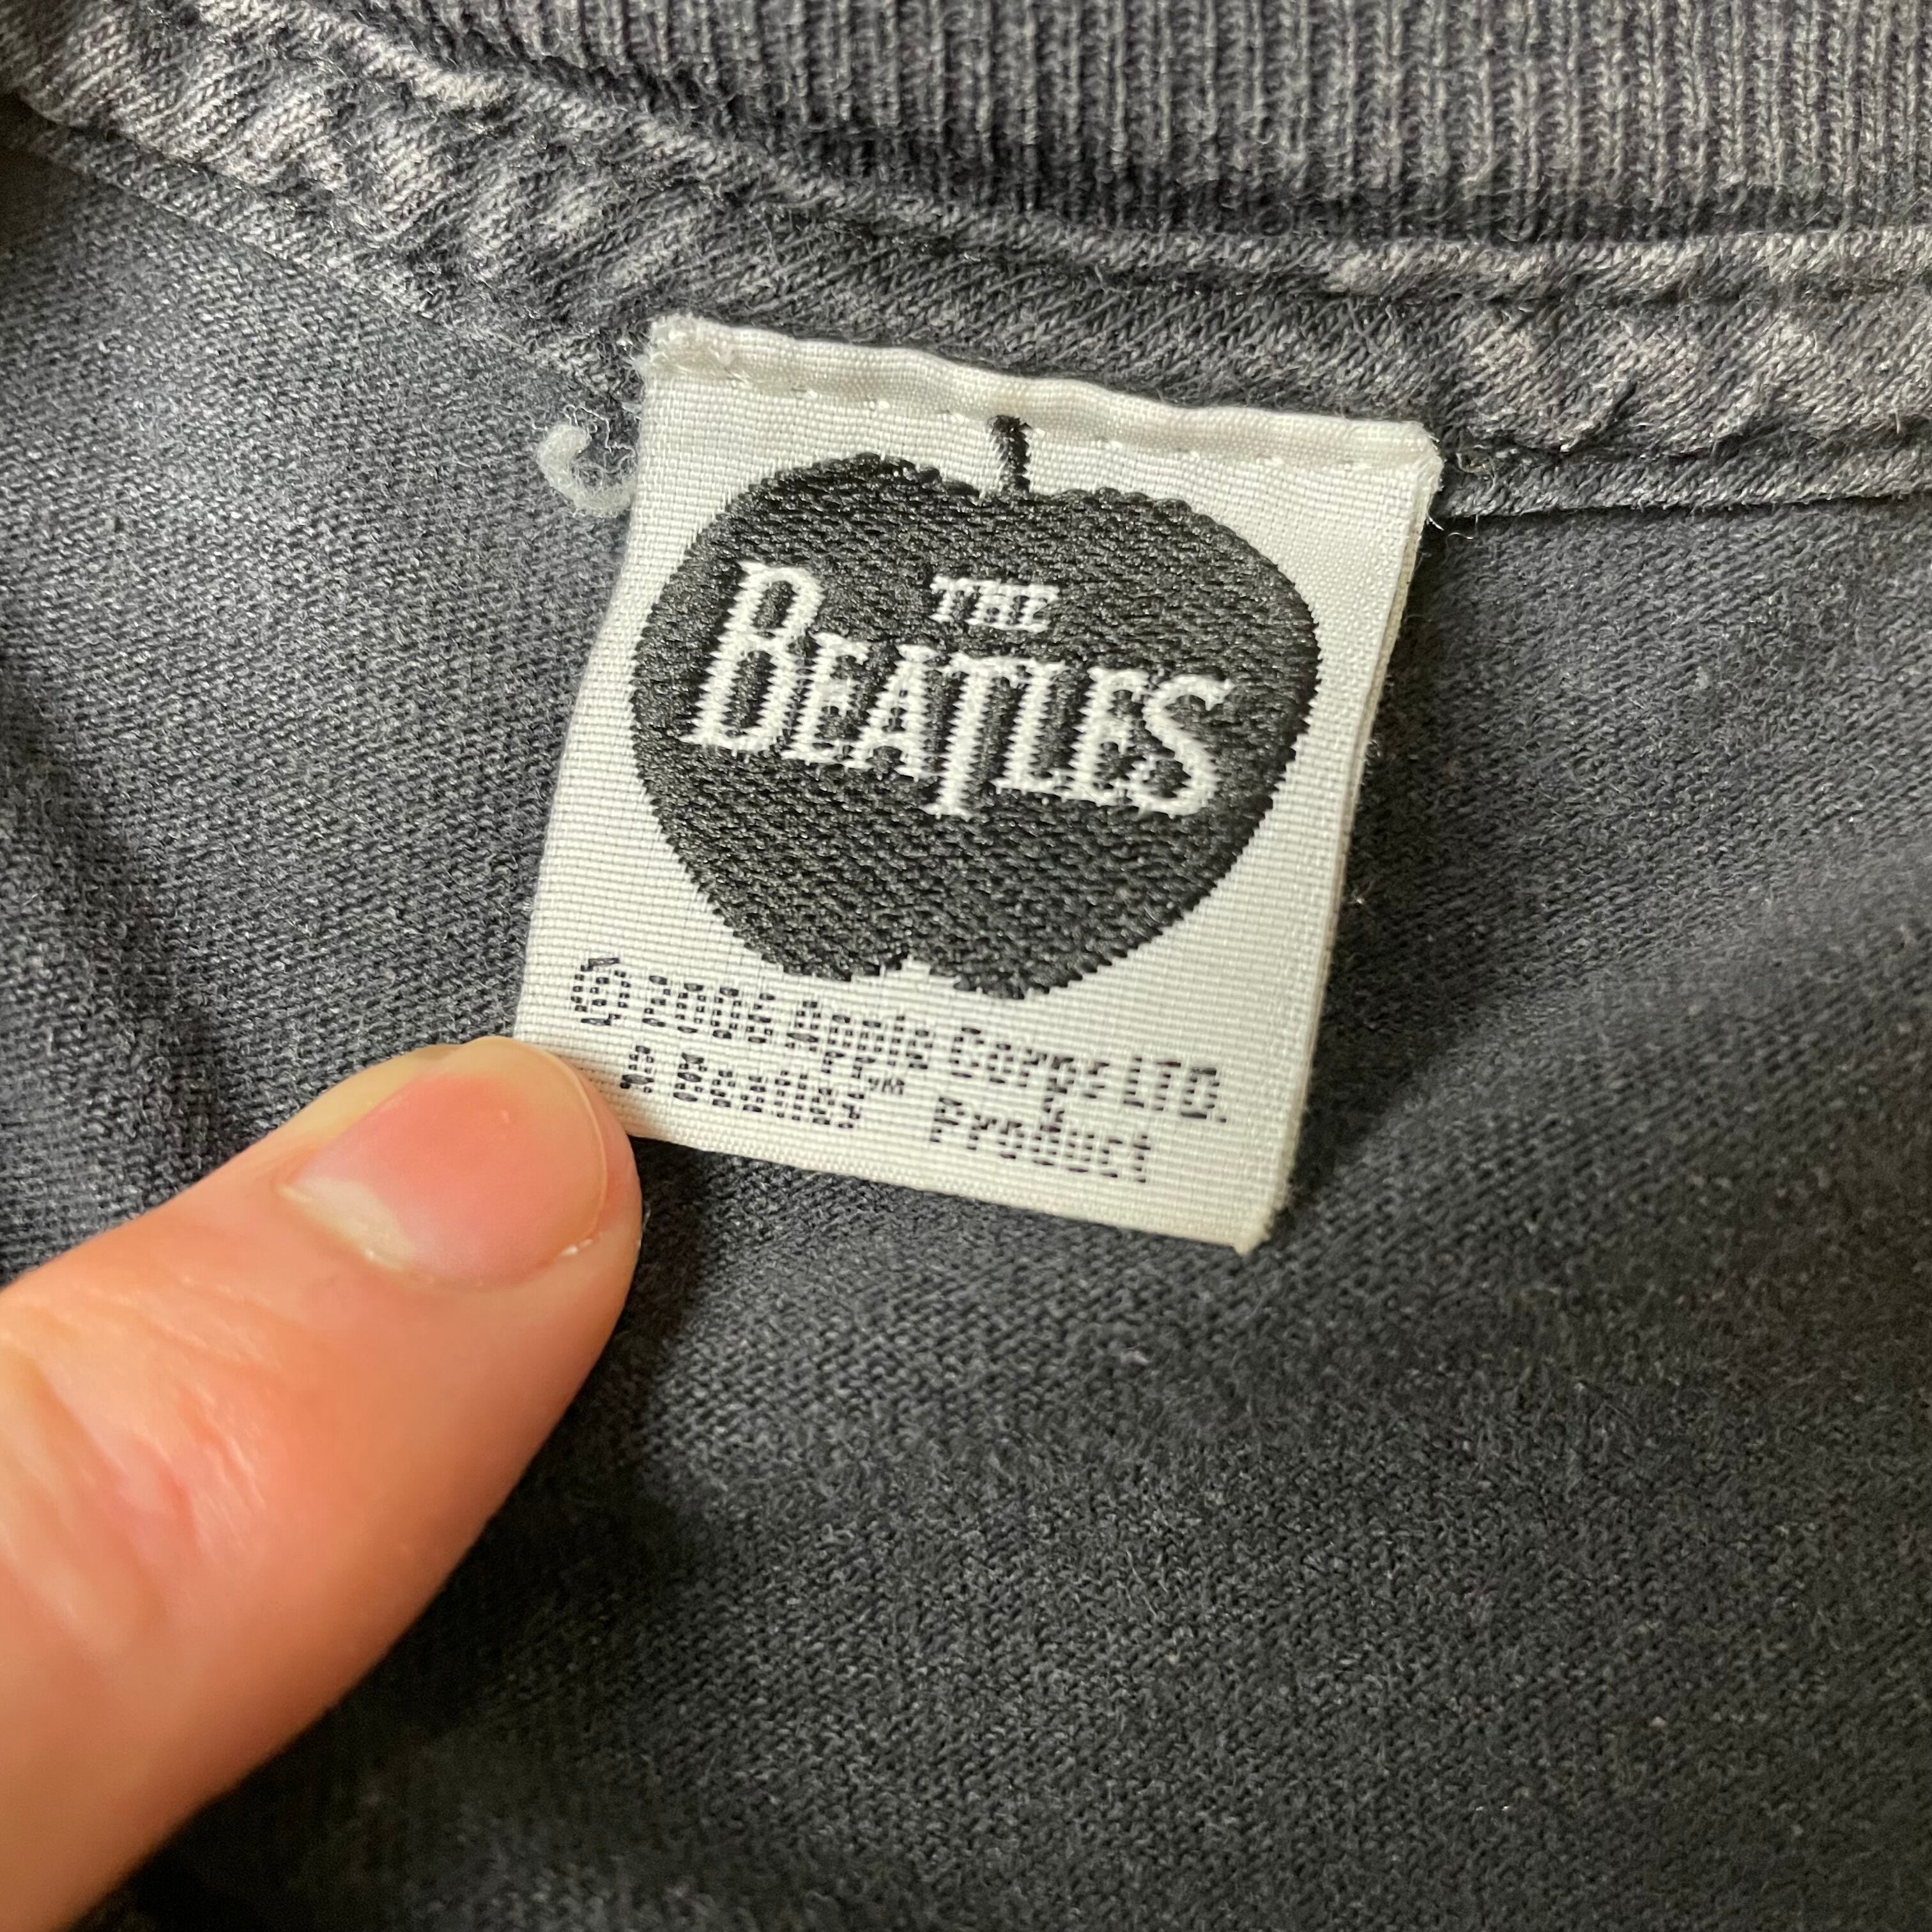 THE
BEATLES
© 2006 Apple Corps LTD.
A Beatles™ Product